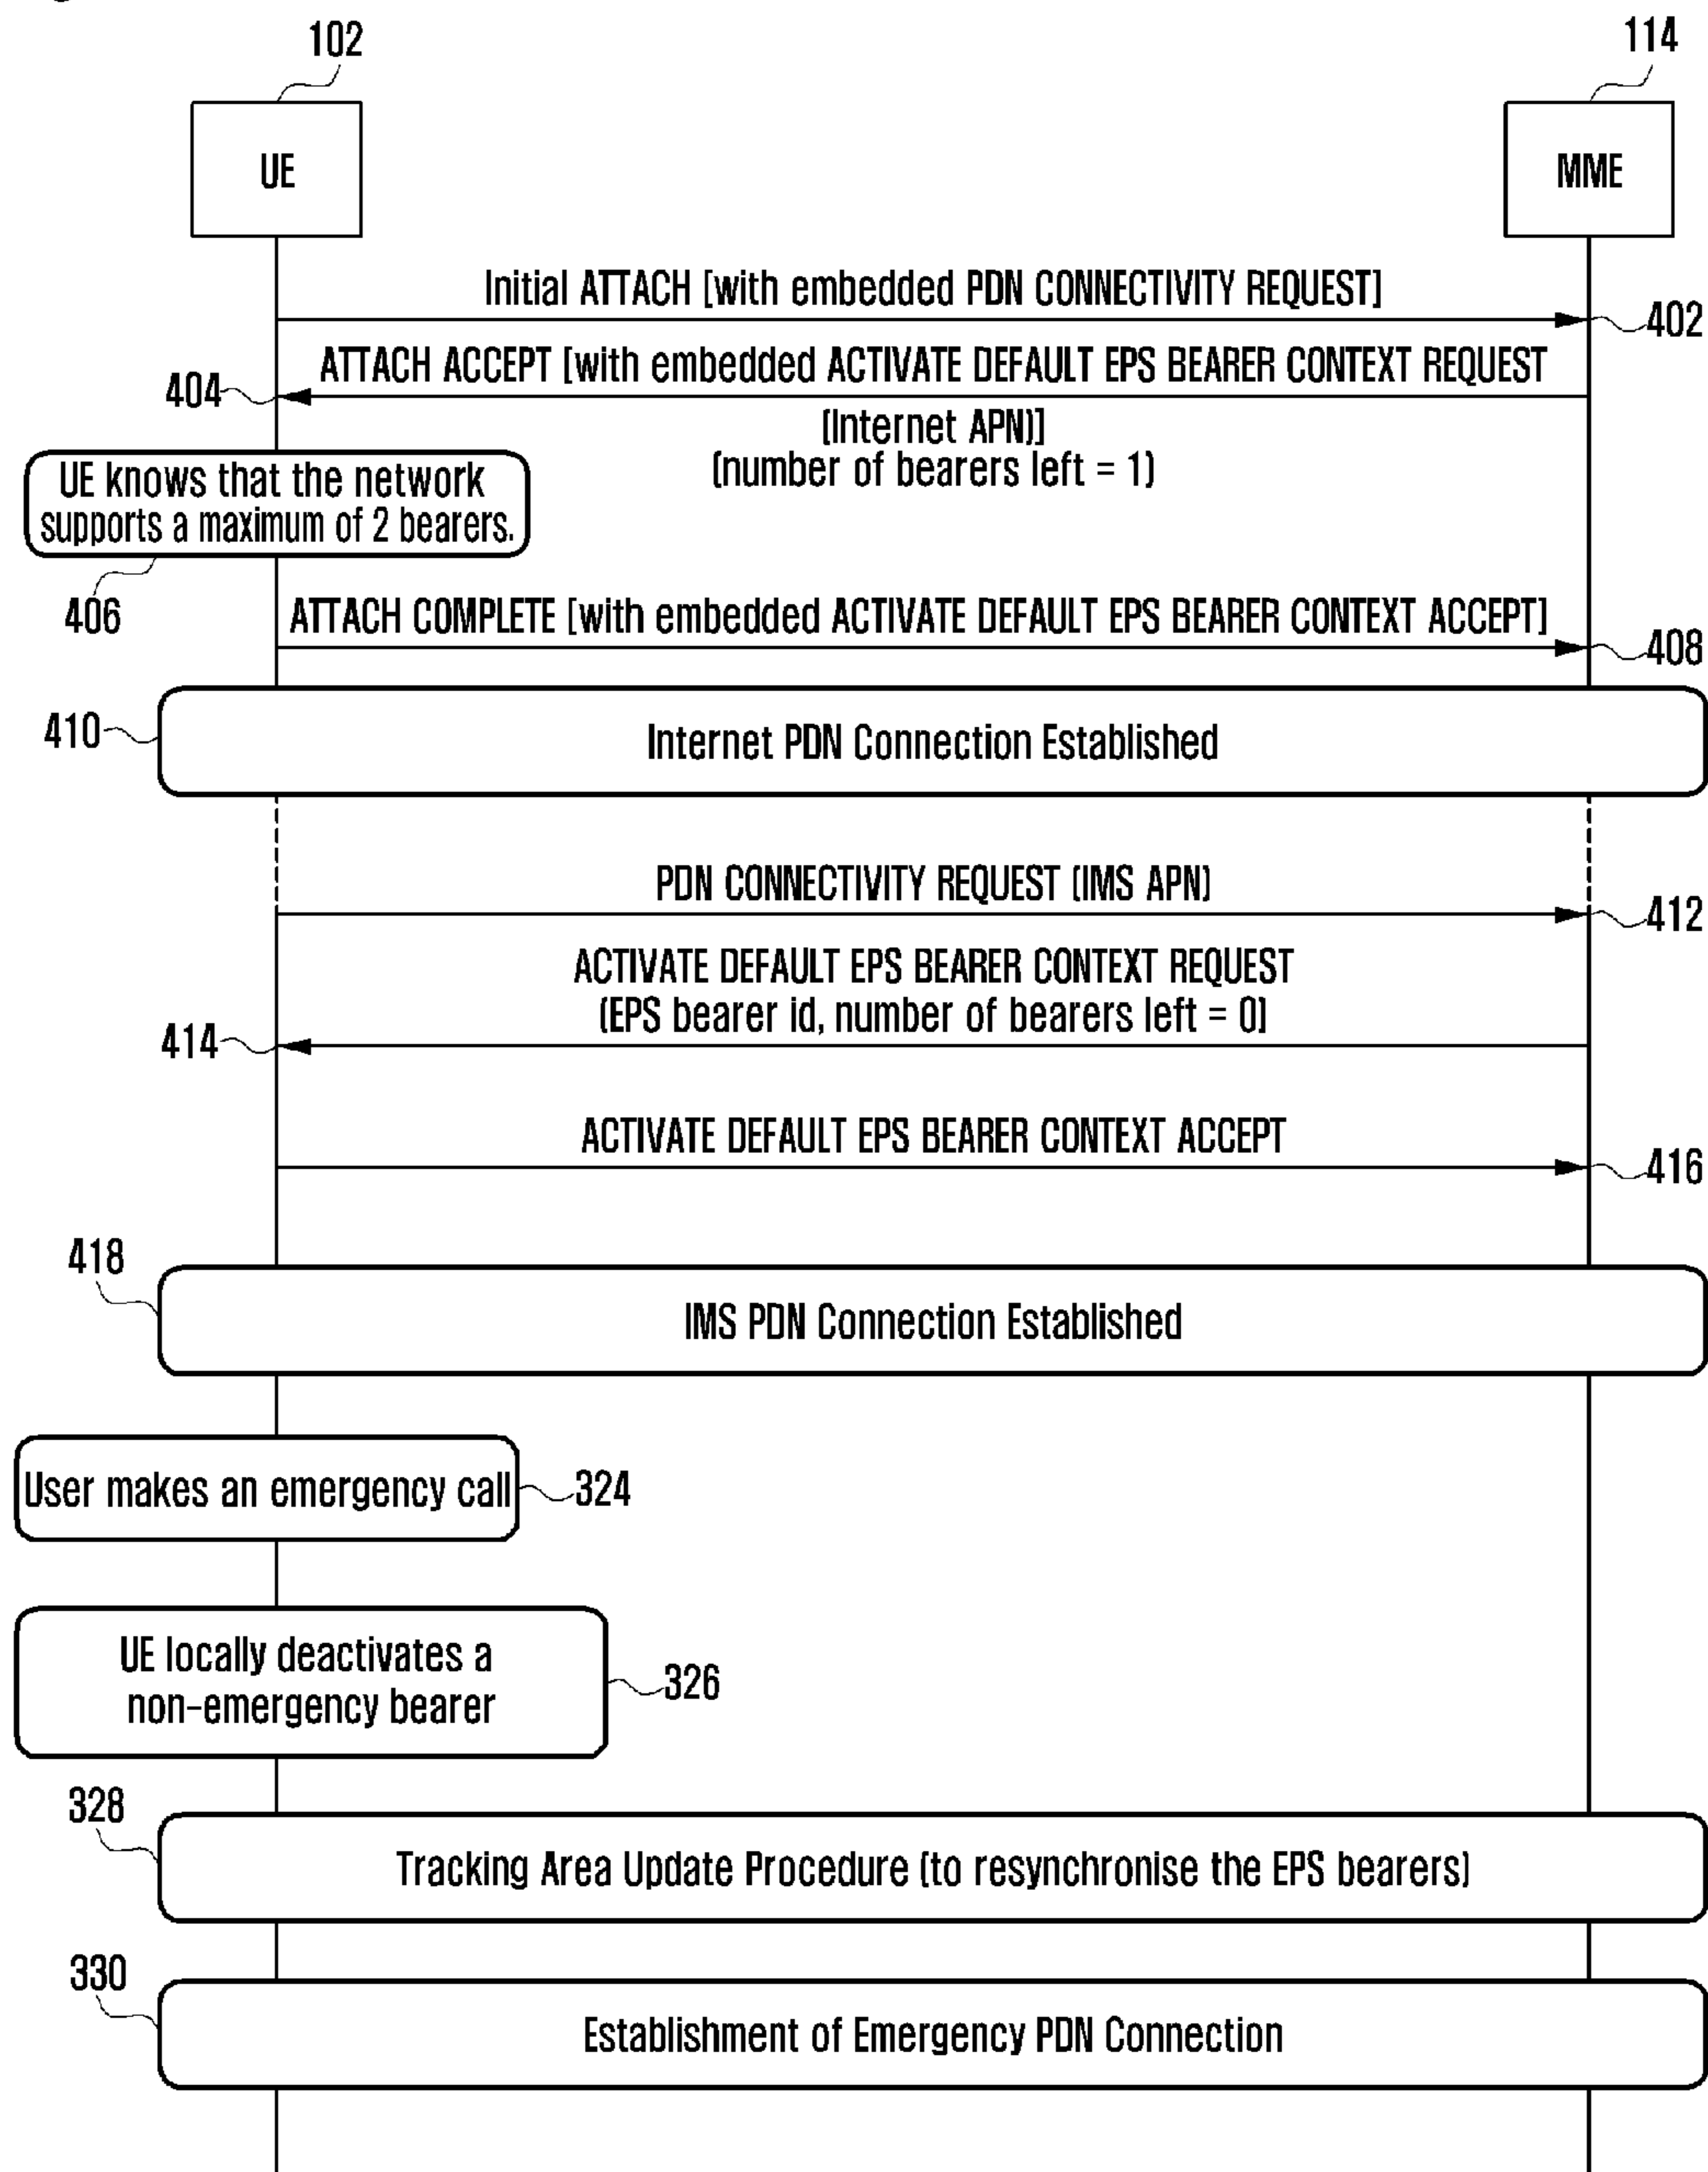 102
114
UE
MME
Initial ATTACH [with embedded PDN CONNECTIVITY REQUEST]
402
ATTACH ACCEPT [with embedded ACTIVATE DEFAULT EPS BEARER CONTEXT REQUEST
404
(Internet APN)]
(number of bearers left = 1)
UE knows that the network
supports a maximum of 2 bearers.
406
ATTACH COMPLETE [with embedded ACTIVATE DEFAULT EPS BEARER CONTEXT ACCEPT]
408
410
Internet PDN Connection Established
PDN CONNECTIVITY REQUEST (IMS APN)
412
ACTIVATE DEFAULT EPS BEARER CONTEXT REQUEST
(EPS bearer id, number of bearers left = 0)
414
ACTIVATE DEFAULT EPS BEARER CONTEXT ACCEPT
416
418
IMS PDN Connection Established
User makes an emergency call
324
UE locally deactivates a
non-emergency bearer
326
328
Tracking Area Update Procedure (to resynchronise the EPS bearers)
330
Establishment of Emergency PDN Connection